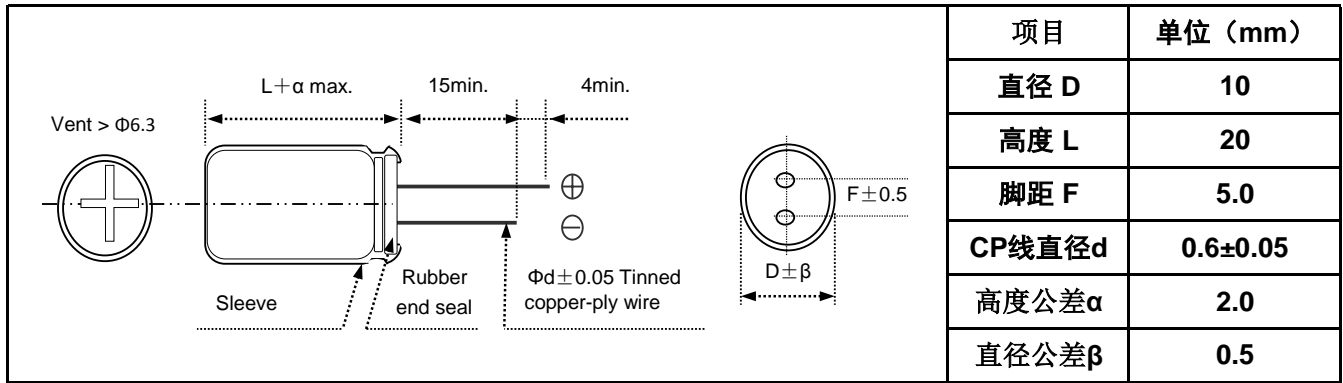 L＋α max.
15min.
4min.
Vent > Φ6.3
⊕
⊖
F±0.5
D±β
Sleeve
Rubber
end seal
Φd±0.05 Tinned
copper-ply wire
项目 单位（mm）
直径 D 10
高度 L 20
脚距 F 5.0
CP线直径d 0.6±0.05
高度公差α 2.0
直径公差β 0.5